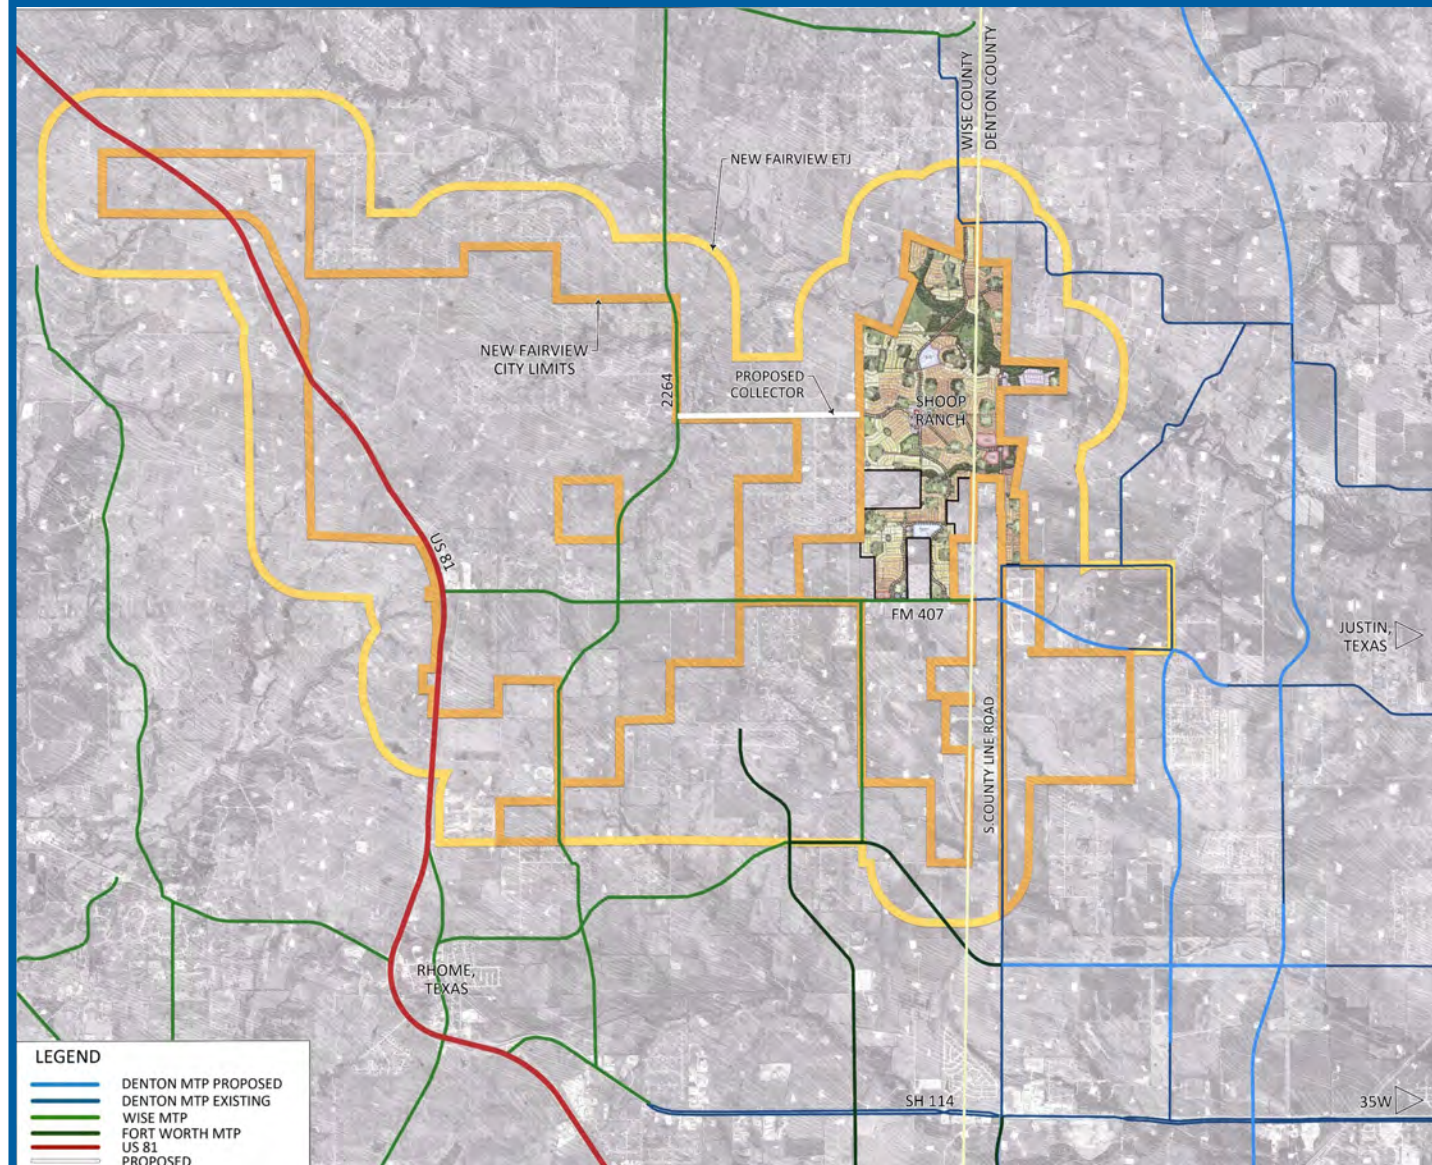 WISE COUNTY
DENTON COUNTY
NEW FAIRVIEW ETJ
NEW FAIRVIEW
CITY LIMITS
2264
PROPOSED
COLLECTOR
SHOOP
RANCH
US 81
FM 407
JUSTIN,
TEXAS
S.COUNTY LINE ROAD
RHOME,
TEXAS
SH 114
35W
LEGEND
DENTON MTP PROPOSED
DENTON MTP EXISTING
WISE MTP
FORT WORTH MTP
US 81
PROPOSED